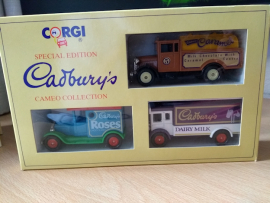 CORGI
SPECIAL EDITION
Cadbury's
CAMEO COLLECTION
Cadbury's
Roses
Cadbury's
DAIRY MILK